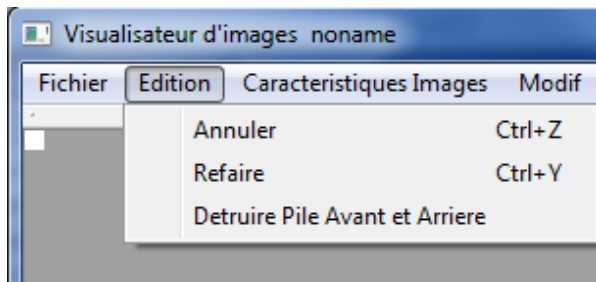 Visualisateur d'images noname
Fichier Edition Caracteristiques Images Modif
Annuler Ctrl+Z
Refaire Ctrl+Y
Detruire Pile Avant et Arriere